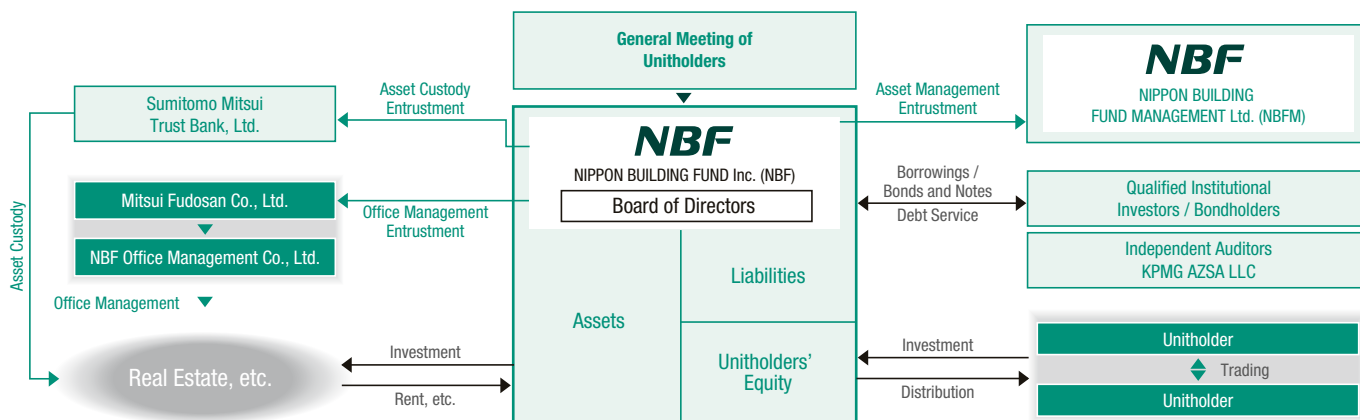 General Meeting of
Unitholders
NBF
NIPPON BUILDING
FUND MANAGEMENT Ltd. (NBFM)
Asset Custody
Entrustment
Asset Management
Entrustment
Sumitomo Mitsui
Trust Bank, Ltd.
NBF
NIPPON BUILDING FUND Inc. (NBF)
Board of Directors
Borrowings /
Bonds and Notes
Debt Service
Qualified Institutional
Investors / Bondholders
Mitsui Fudosan Co., Ltd.
NBF Office Management Co., Ltd.
Office Management
Entrustment
Independent Auditors
KPMG AZSA LLC
Asset Custody
Office Management
Assets
Liabilities
Unitholders'
Equity
Real Estate, etc.
Investment
Rent, etc.
Investment
Distribution
Unitholder
Trading
Unitholder